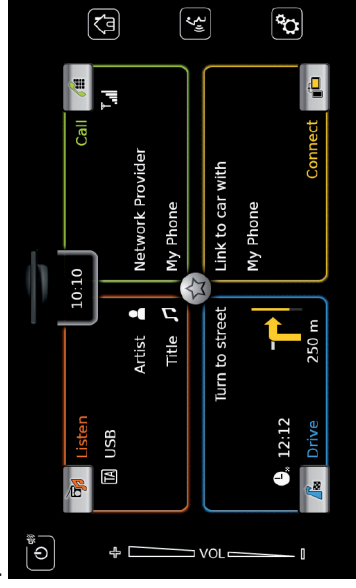 10:10
Listen
Call
TA USB
Artist
Title
Network Provider
My Phone
Turn to street
12:12
250 m
Drive
Link to car with
My Phone
Connect
+ VOL -